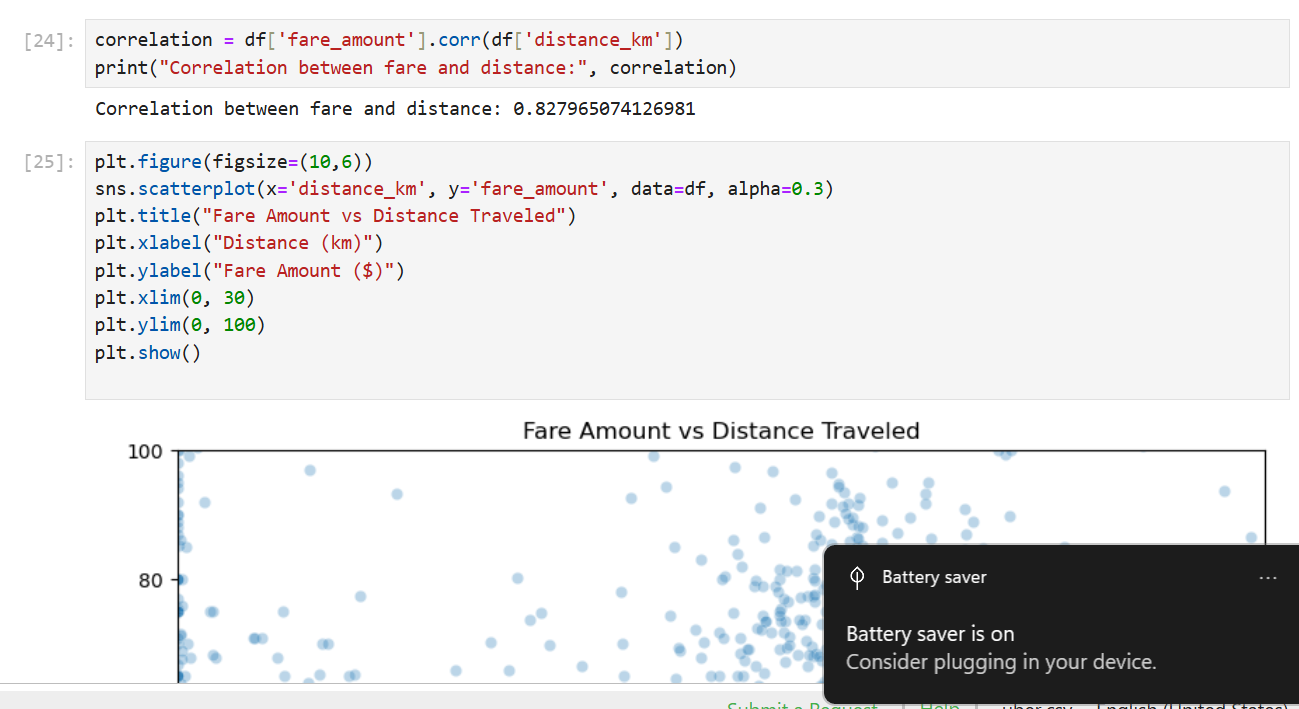 [24]:
correlation = df['fare_amount'].corr(df['distance_km'])
print("Correlation between fare and distance:", correlation)
Correlation between fare and distance: 0.827965074126981
[25]:
plt.figure(figsize=(10,6))
sns.scatterplot(x='distance_km', y='fare_amount', data=df, alpha=0.3)
plt.title("Fare Amount vs Distance Traveled")
plt.xlabel("Distance (km)")
plt.ylabel("Fare Amount ($)")
plt.xlim(0, 30)
plt.ylim(0, 100)
plt.show()
Fare Amount vs Distance Traveled
100
80
Battery saver
...
Battery saver is on
Consider plugging in your device.
Submit a Request | Help | uber.csv English (United States)